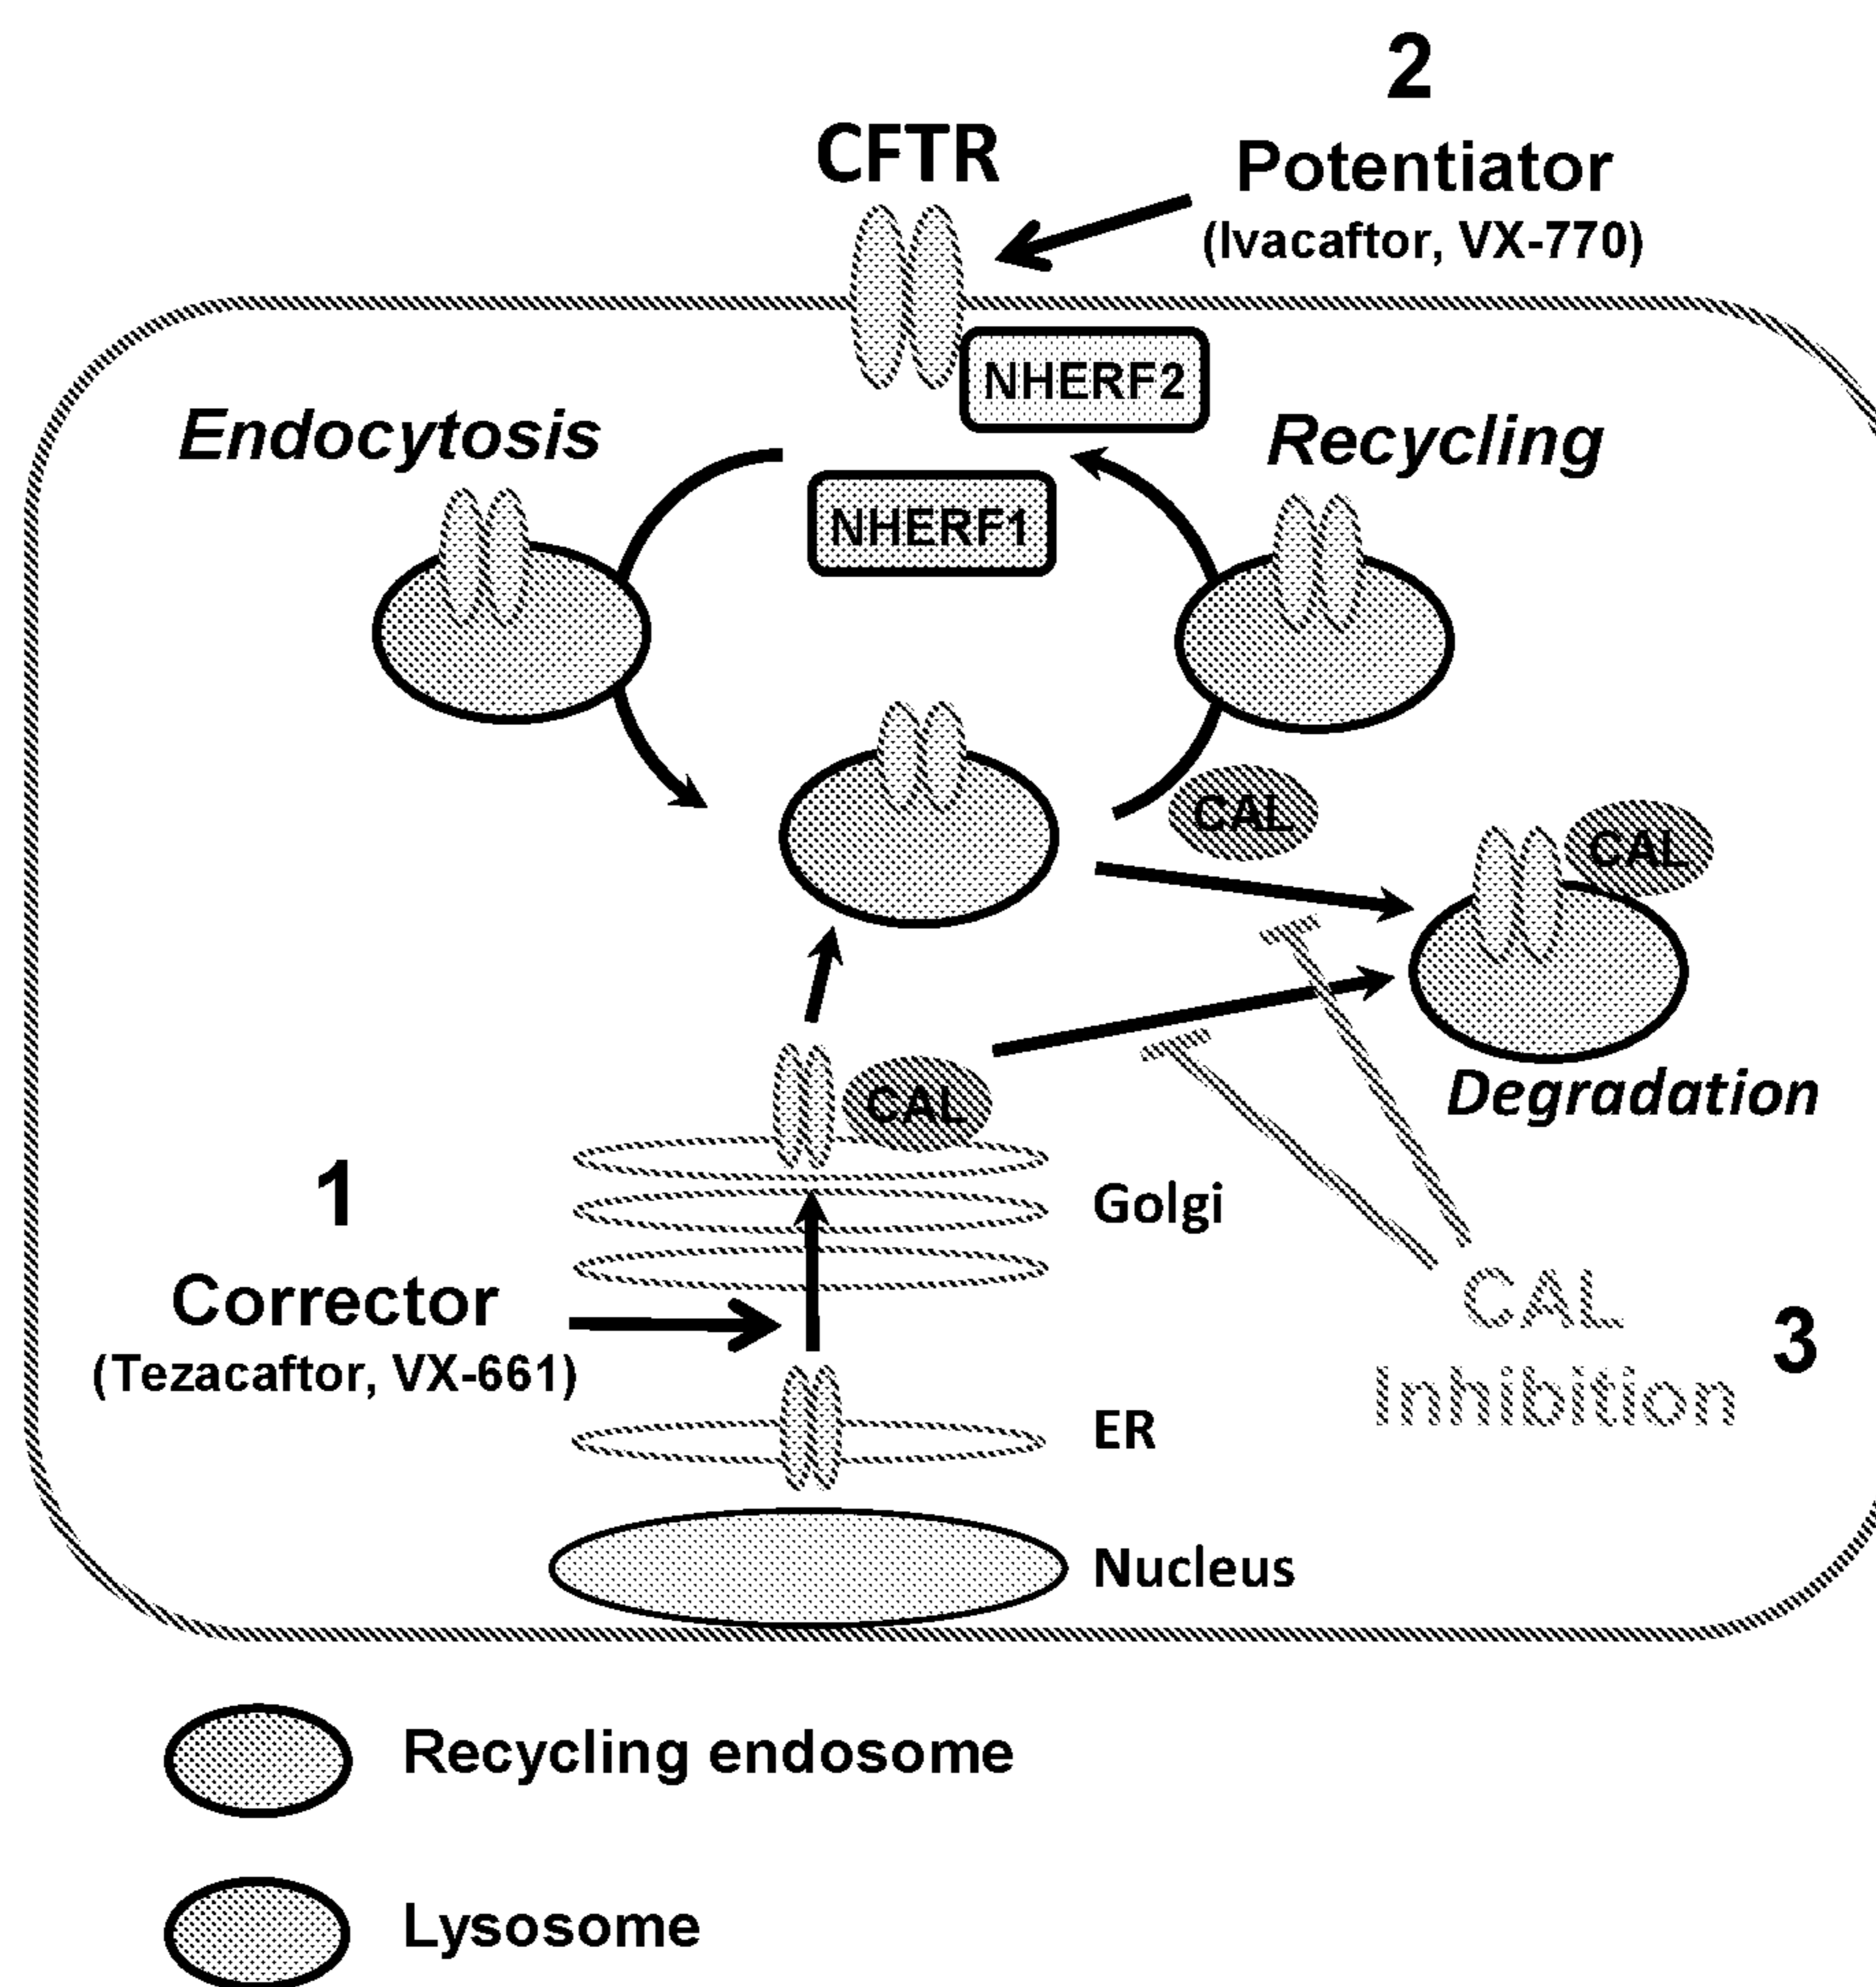 2
CFTR
Potentiator
(Ivacaftor, VX-770)
NHERF2
Endocytosis
Recycling
NHERF1
CAL
CAL
CAL
Degradation
1
Golgi
Corrector
(Tezacaftor, VX-661)
CAL
Inhibition
3
ER
Nucleus
Recycling endosome
Lysosome